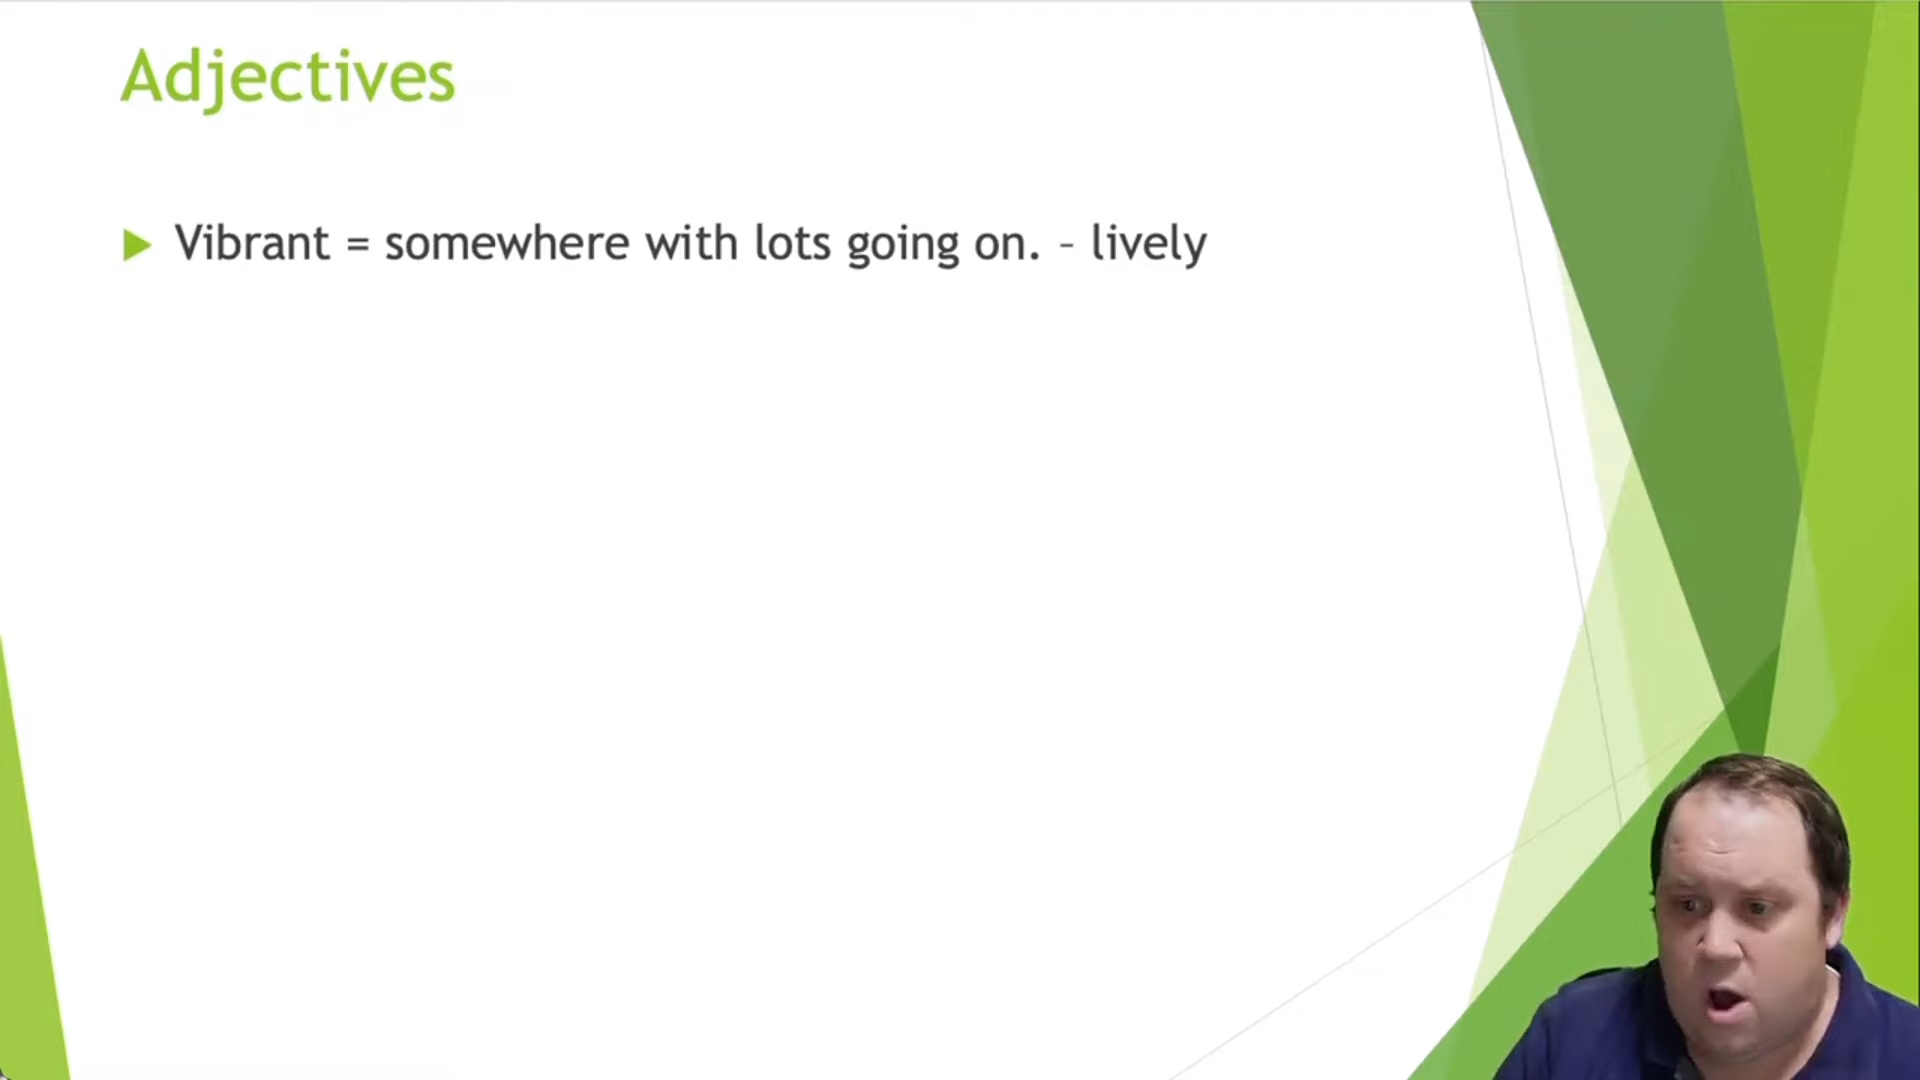 Adjectives
Vibrant = somewhere with lots going on. – lively